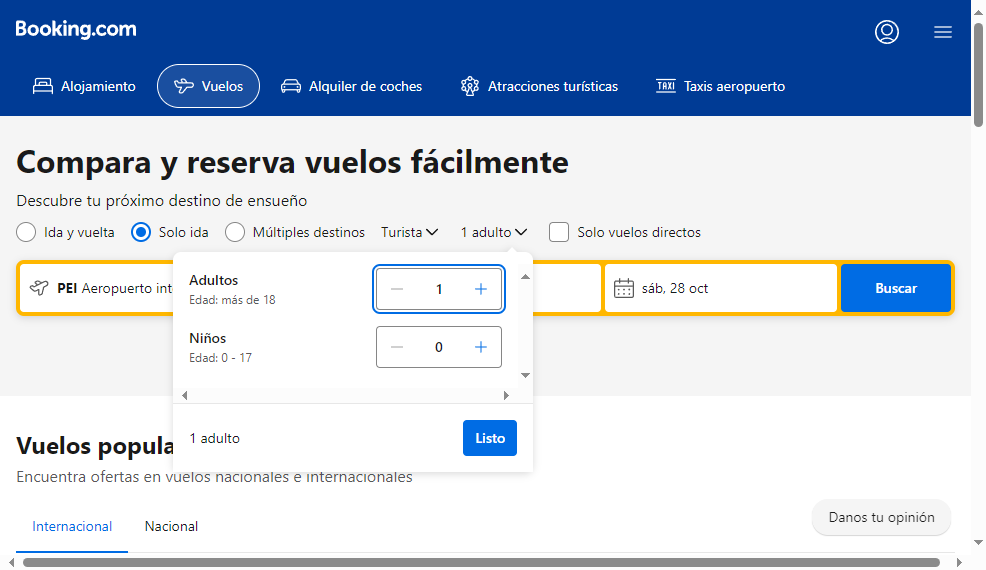 Booking.com
Alojamiento
Vuelos
Alquiler de coches
Atracciones turísticas
TAXI Taxis aeropuerto
Compara y reserva vuelos fácilmente
Descubre tu próximo destino de ensueño
Ida y vuelta
Solo ida
Múltiples destinos
Turista
1 adulto
Solo vuelos directos
PEI Aeropuerto
sáb, 28 oct
Buscar
Adultos
Edad: más de 18
1
Niños
Edad: 0 - 17
0
1 adulto
Listo
Vuelos
Encuentra ofertas en vuelos nacionales e internacionales
Internacional
Nacional
Danos tu opinión